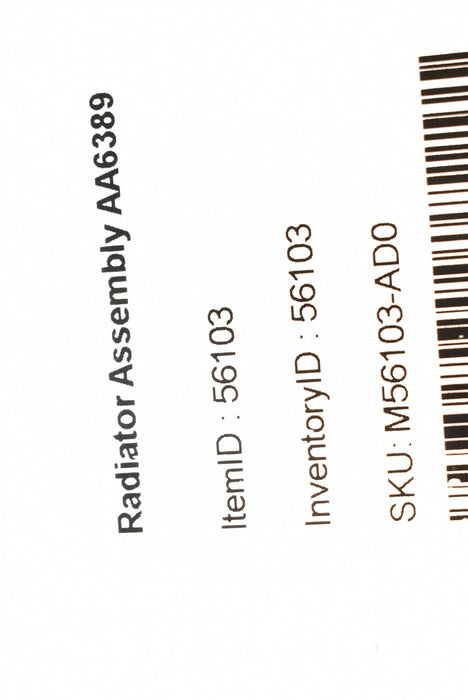 Radiator Assembly AA6389
ItemID : 56103
InventoryID : 56103
SKU: M56103-AD0